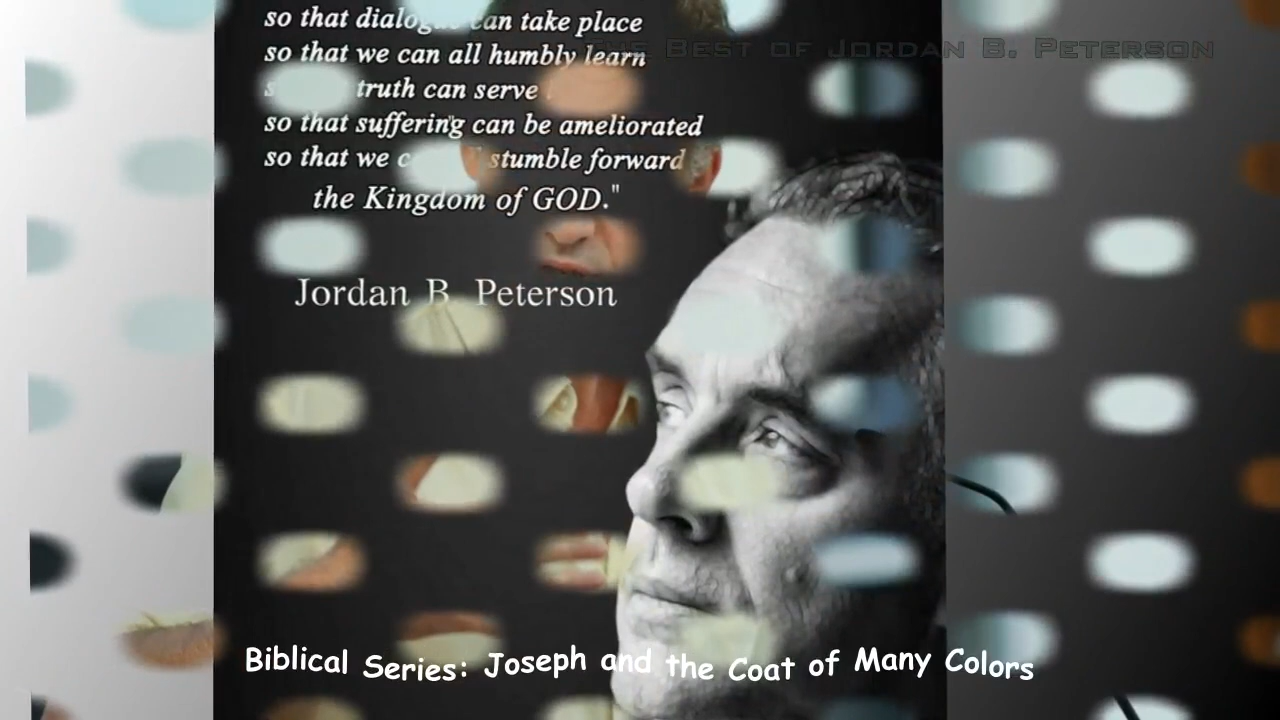 so that dialogue can take place
THE BEST OF JORDAN B. PETERSON
so that we can all humbly learn
truth can serve
so that suffering can be ameliorated
so that we stumble forward
the Kingdom of GOD."
Jordan B. Peterson
Biblical Series: Joseph and the Coat of Many Colors